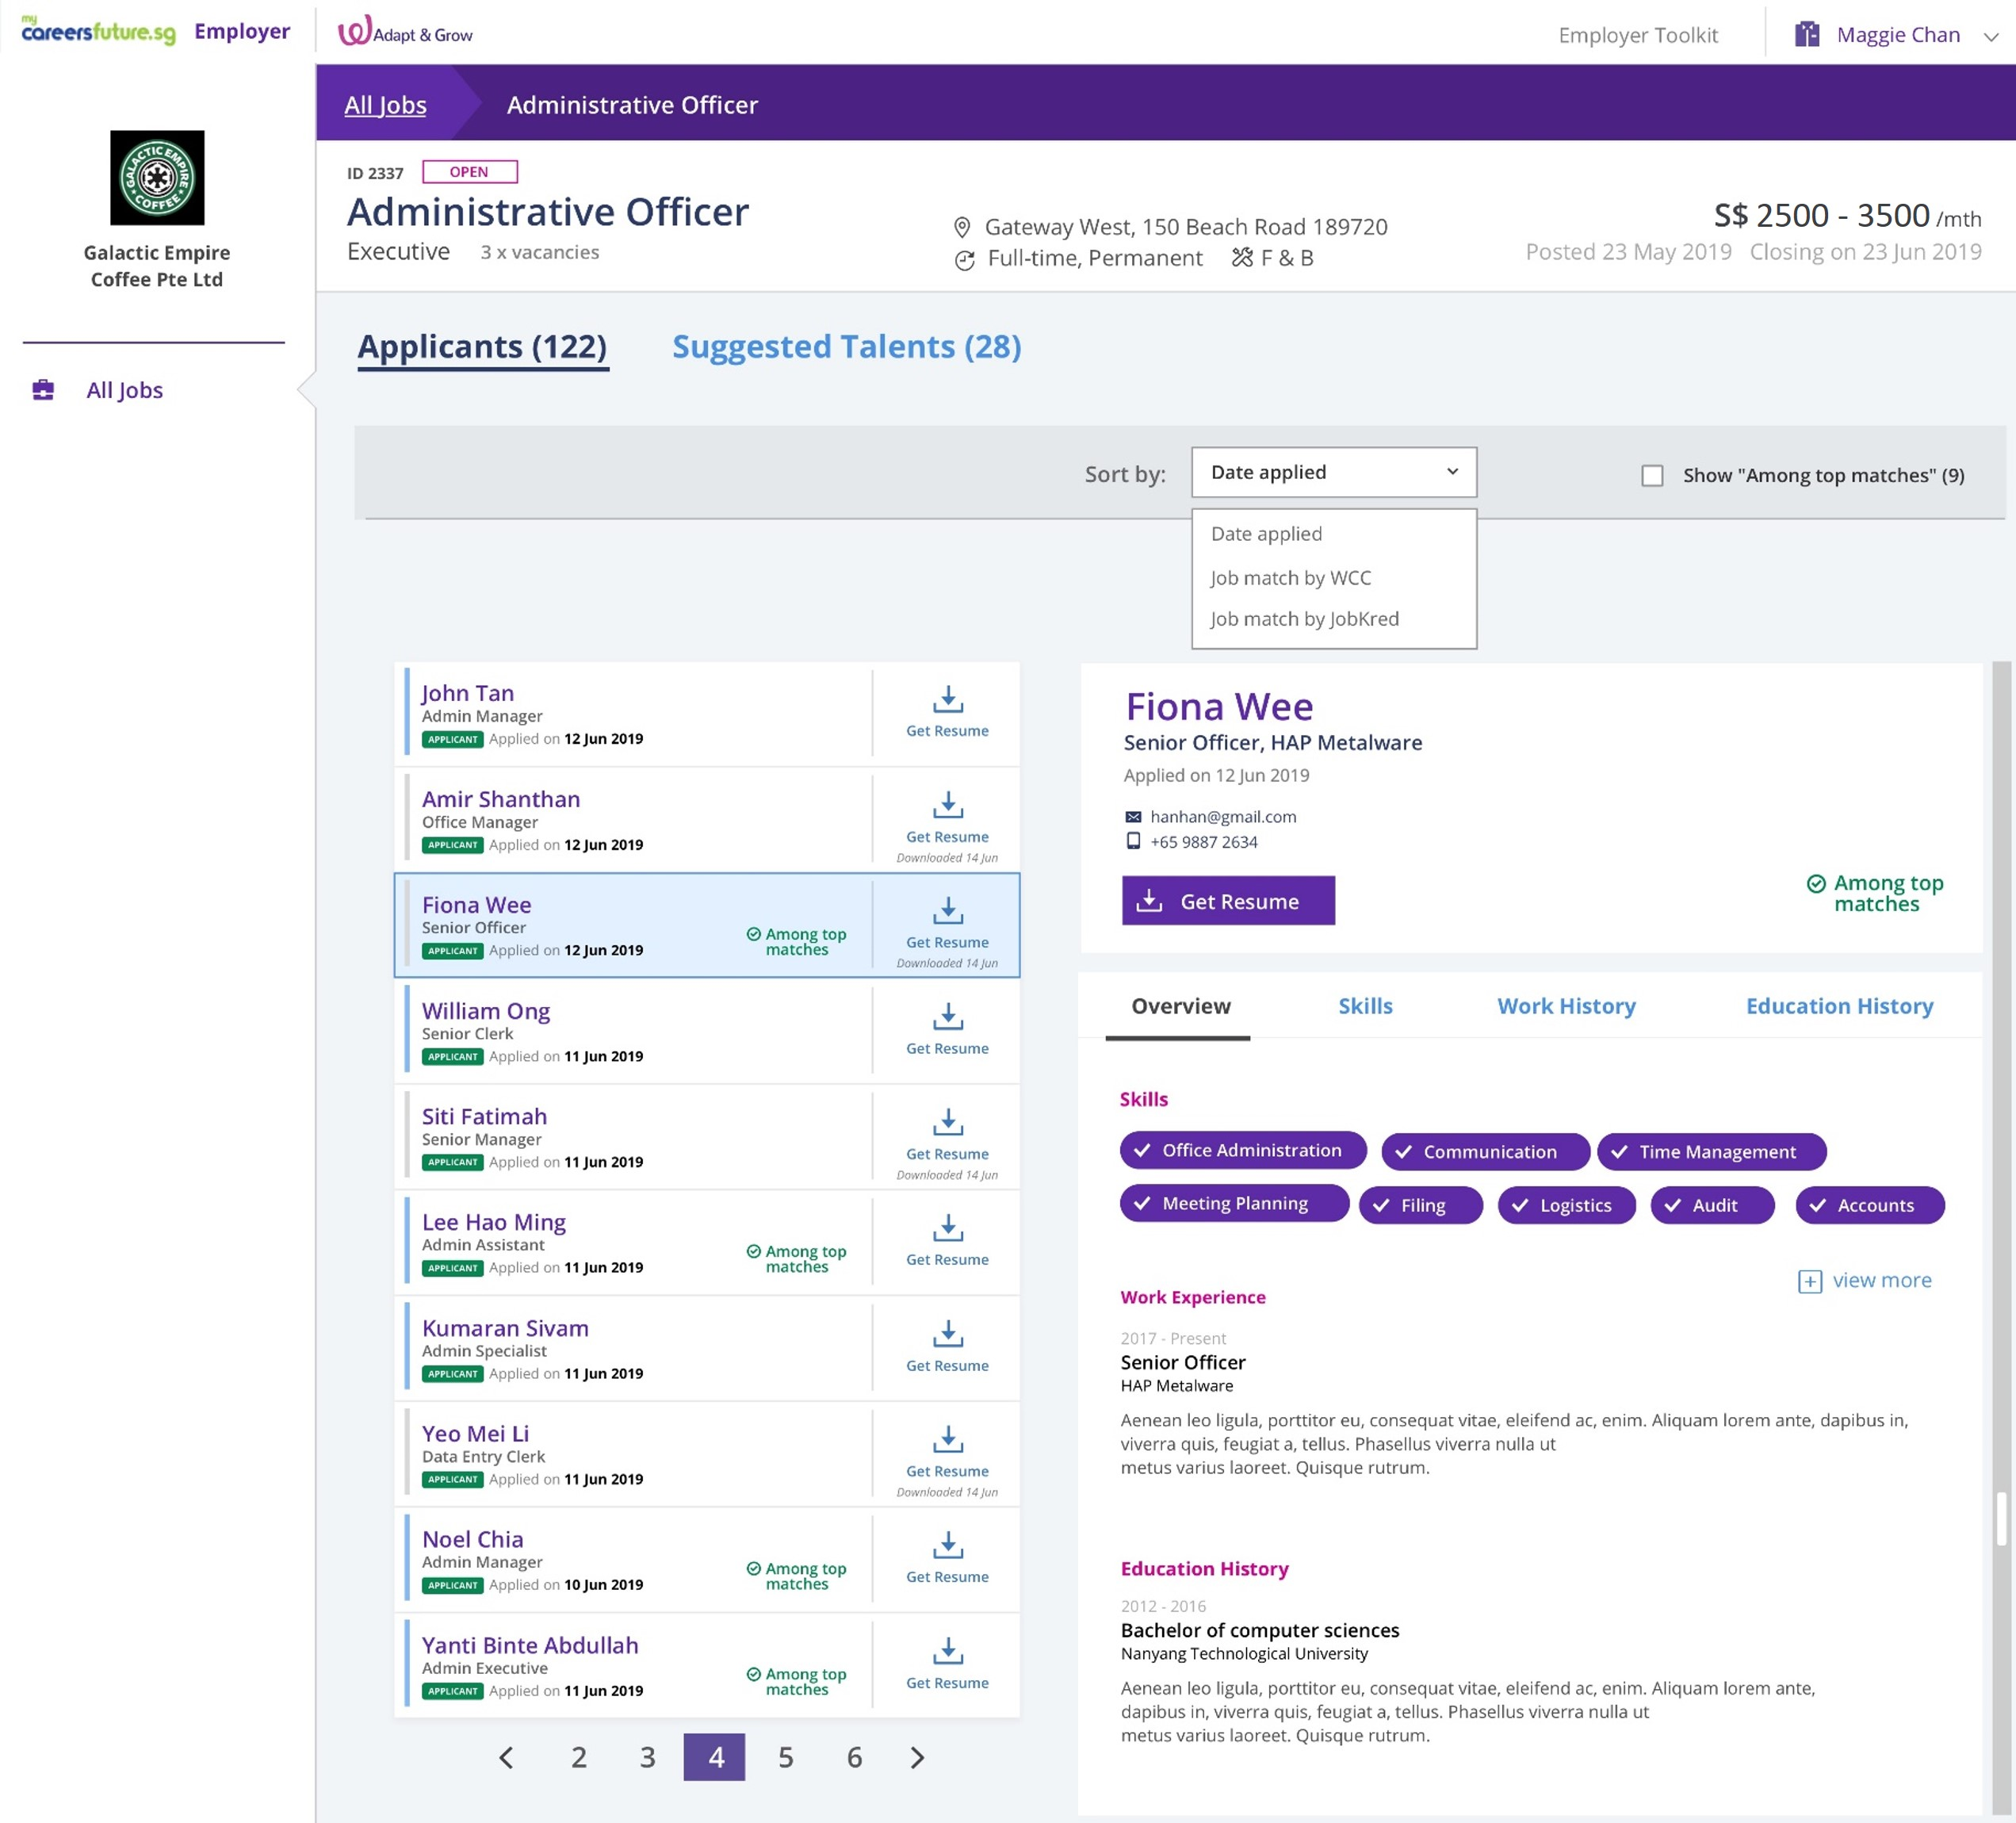 my
careersfuture.sg Employer
Adapt & Grow
Employer Toolkit
Maggie Chan
GALACTIC EMPIRE
COFFEE
Galactic Empire
Coffee Pte Ltd
All Jobs
All Jobs
Administrative Officer
ID 2337 OPEN
Administrative Officer
Executive 3 x vacancies
Gateway West, 150 Beach Road 189720
Full-time, Permanent F & B
S$ 2500 - 3500 /mth
Posted 23 May 2019 Closing on 23 Jun 2019
Applicants (122) Suggested Talents (28)
Sort by: Date applied
Show "Among top matches" (9)
Date applied
Job match by WCC
Job match by JobKred
John Tan
Admin Manager
APPLICANT Applied on 12 Jun 2019
Get Resume
Amir Shanthan
Office Manager
APPLICANT Applied on 12 Jun 2019
Get Resume
Downloaded 14 Jun
Fiona Wee
Senior Officer
APPLICANT Applied on 12 Jun 2019
Among top
matches
Get Resume
Downloaded 14 Jun
William Ong
Senior Clerk
APPLICANT Applied on 11 Jun 2019
Get Resume
Siti Fatimah
Senior Manager
APPLICANT Applied on 11 Jun 2019
Get Resume
Downloaded 14 Jun
Lee Hao Ming
Admin Assistant
APPLICANT Applied on 11 Jun 2019
Among top
matches
Get Resume
Kumaran Sivam
Admin Specialist
APPLICANT Applied on 11 Jun 2019
Get Resume
Yeo Mei Li
Data Entry Clerk
APPLICANT Applied on 11 Jun 2019
Get Resume
Downloaded 14 Jun
Noel Chia
Admin Manager
APPLICANT Applied on 10 Jun 2019
Among top
matches
Get Resume
Yanti Binte Abdullah
Admin Executive
APPLICANT Applied on 11 Jun 2019
Among top
matches
Get Resume
2 3 4 5 6
Fiona Wee
Senior Officer, HAP Metalware
Applied on 12 Jun 2019
hanhan@gmail.com
+65 9887 2634
Get Resume
Among top
matches
Overview Skills Work History Education History
Skills
Office Administration Communication Time Management
Meeting Planning Filing Logistics Audit Accounts
view more
Work Experience
2017 - Present
Senior Officer
HAP Metalware
Aenean leo ligula, porttitor eu, consequat vitae, eleifend ac, enim. Aliquam lorem ante, dapibus in,
viverra quis, feugiat a, tellus. Phasellus viverra nulla ut
metus varius laoreet. Quisque rutrum.
Education History
2012 - 2016
Bachelor of computer sciences
Nanyang Technological University
Aenean leo ligula, porttitor eu, consequat vitae, eleifend ac, enim. Aliquam lorem ante,
dapibus in, viverra quis, feugiat a, tellus. Phasellus viverra nulla ut
metus varius laoreet. Quisque rutrum.